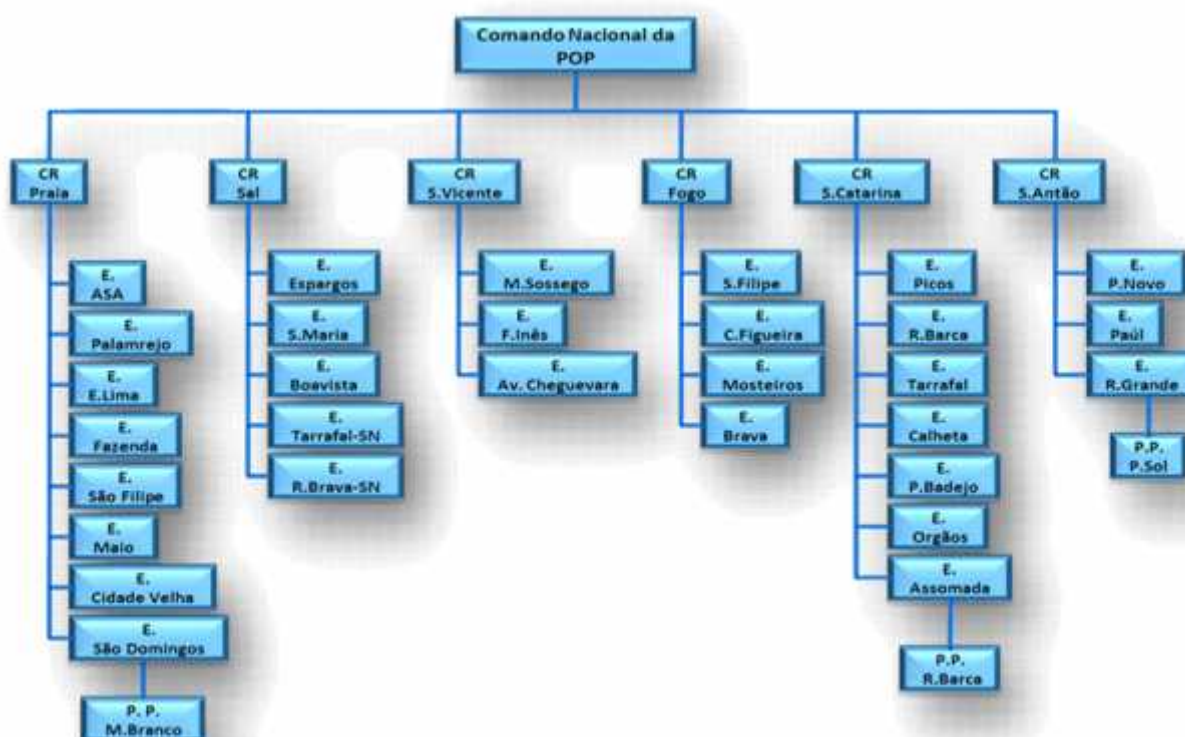 Comando Nacional da
POP
CR
Praia
CR
Sal
CR
S.Vicente
CR
Fogo
CR
S.Catarina
CR
S.Antão
E.
ASA
E.
Palamrejo
E.
E.Lima
E.
Fazenda
E.
São Filipe
E.
Maio
E.
Cidade Velha
E.
São Domingos
P. P.
M.Branco
E.
Espargos
E.
S.Maria
E.
Boavista
E.
Tarrafal-SN
E.
R.Brava-SN
E.
M.Sossego
E.
F.Inês
E.
Av. Cheguevara
E.
S.Filipe
E.
C.Figueira
E.
Mosteiros
E.
Brava
E.
Picos
E.
R.Barca
E.
Tarrafal
E.
Calheta
E.
P.Badejo
E.
Orgãos
E.
Assomada
P.P.
R.Barca
E.
P.Novo
E.
Paúl
E.
R.Grande
P.P.
P.Sol